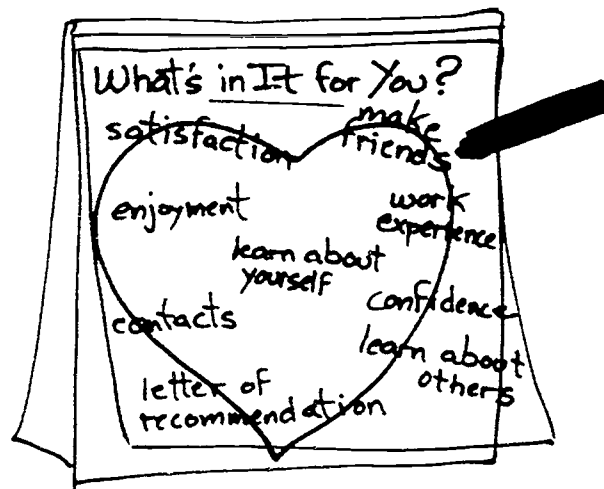 What's in It for You?
satisfaction
make
friends
enjoyment
work
experience
learn about
yourself
contacts
confidence
learn about
others
letter of
recommendation